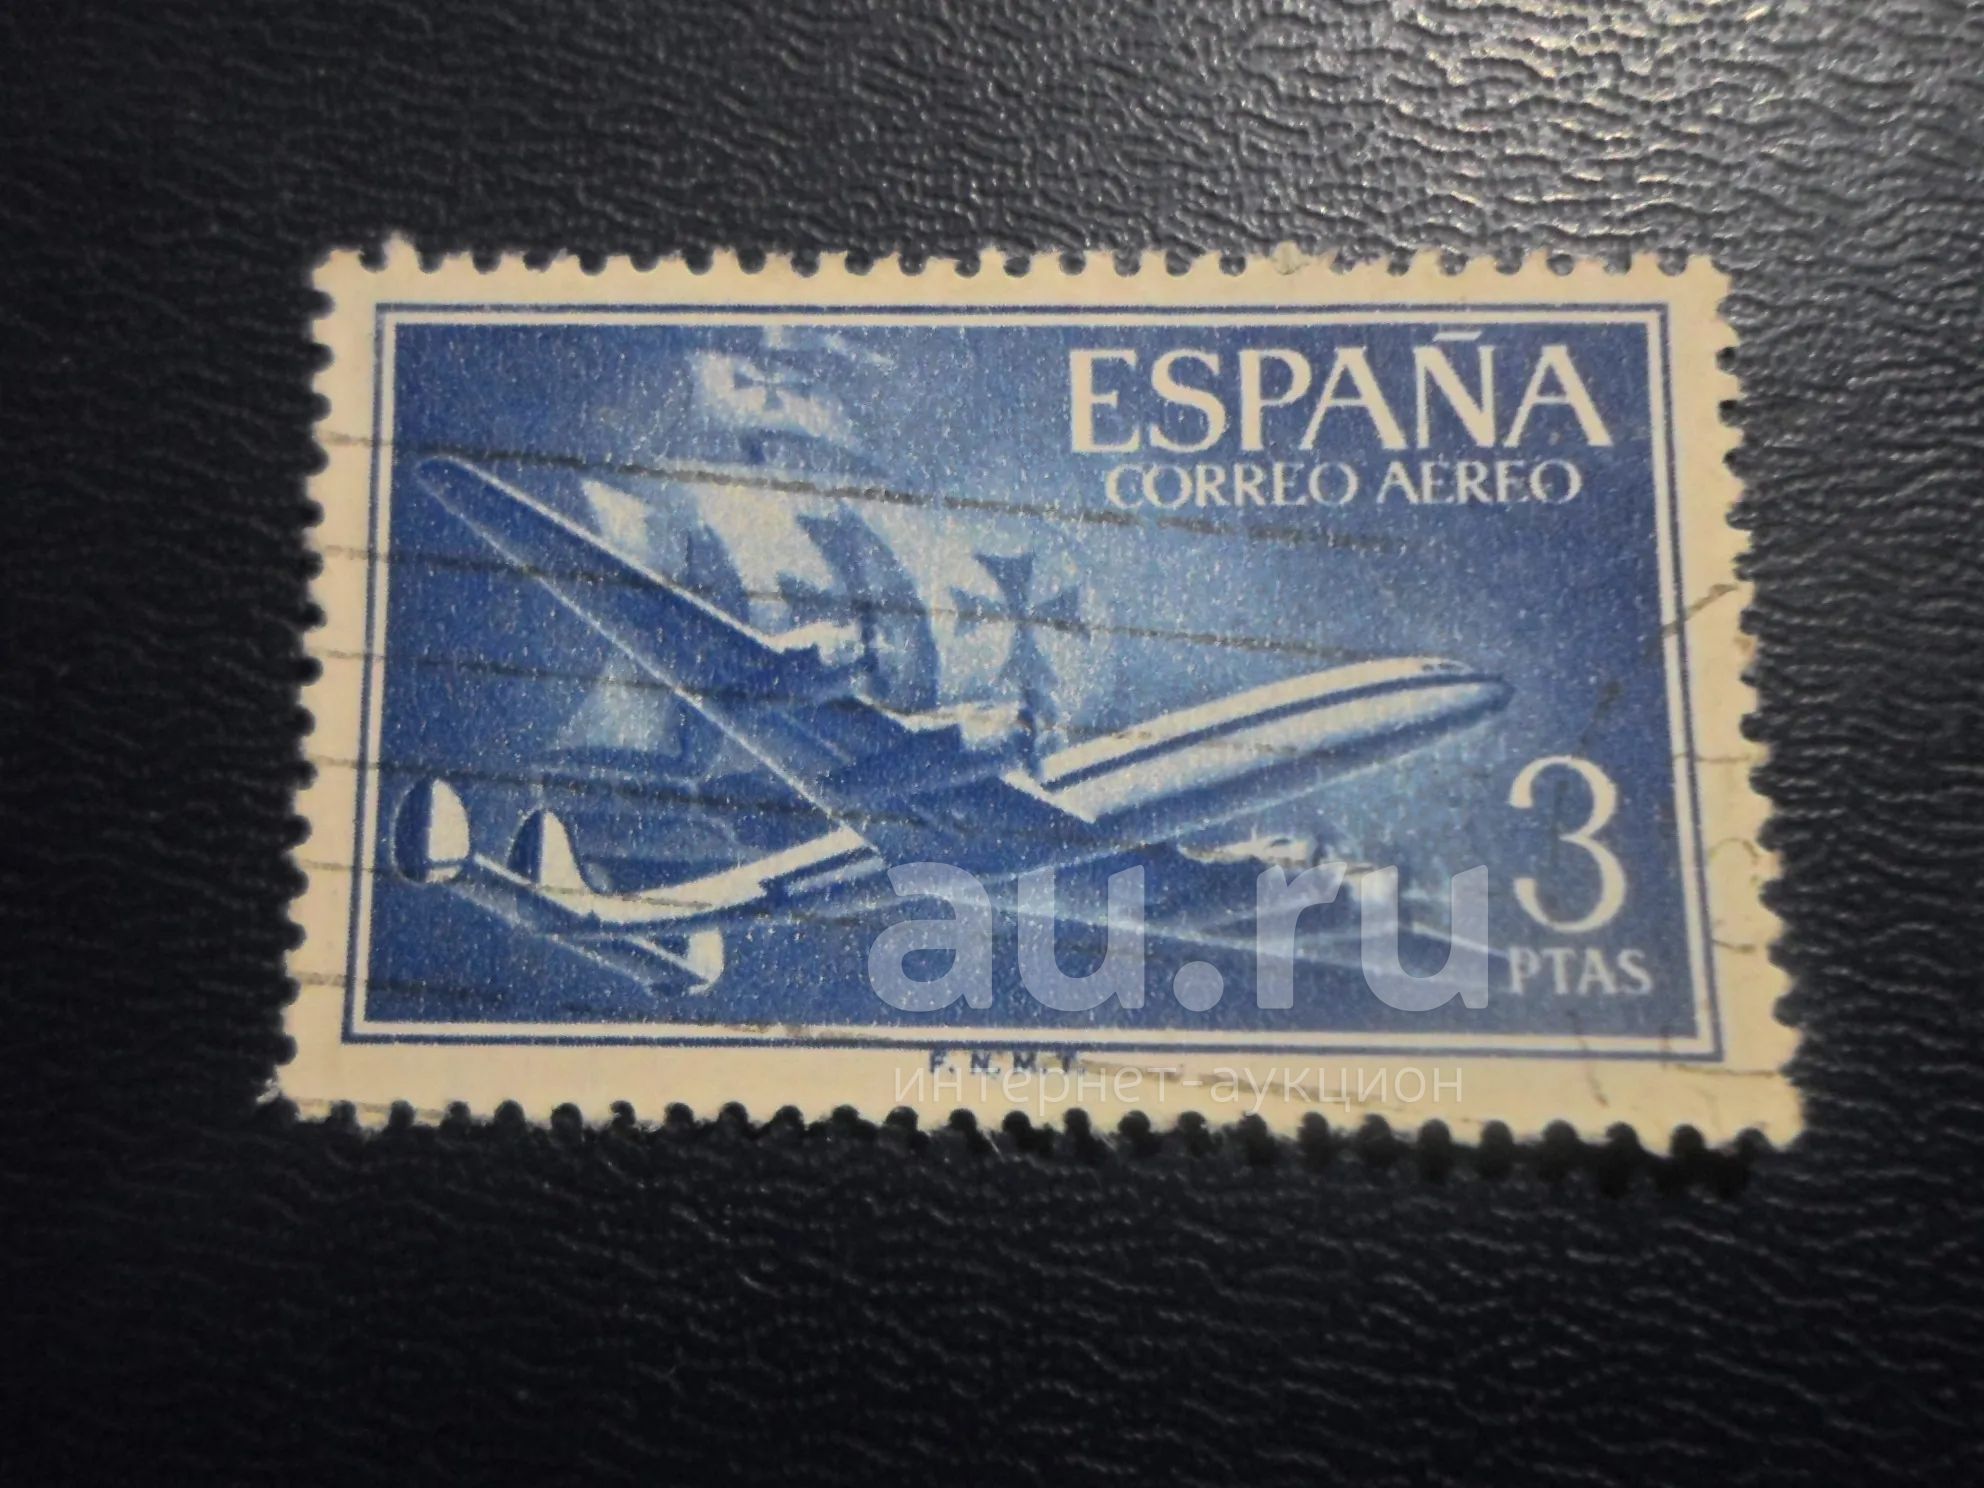 ESPAÑA
CORREO AEREO
3
PTAS
au.ru
F.N.M.T.
интернет-аукцион